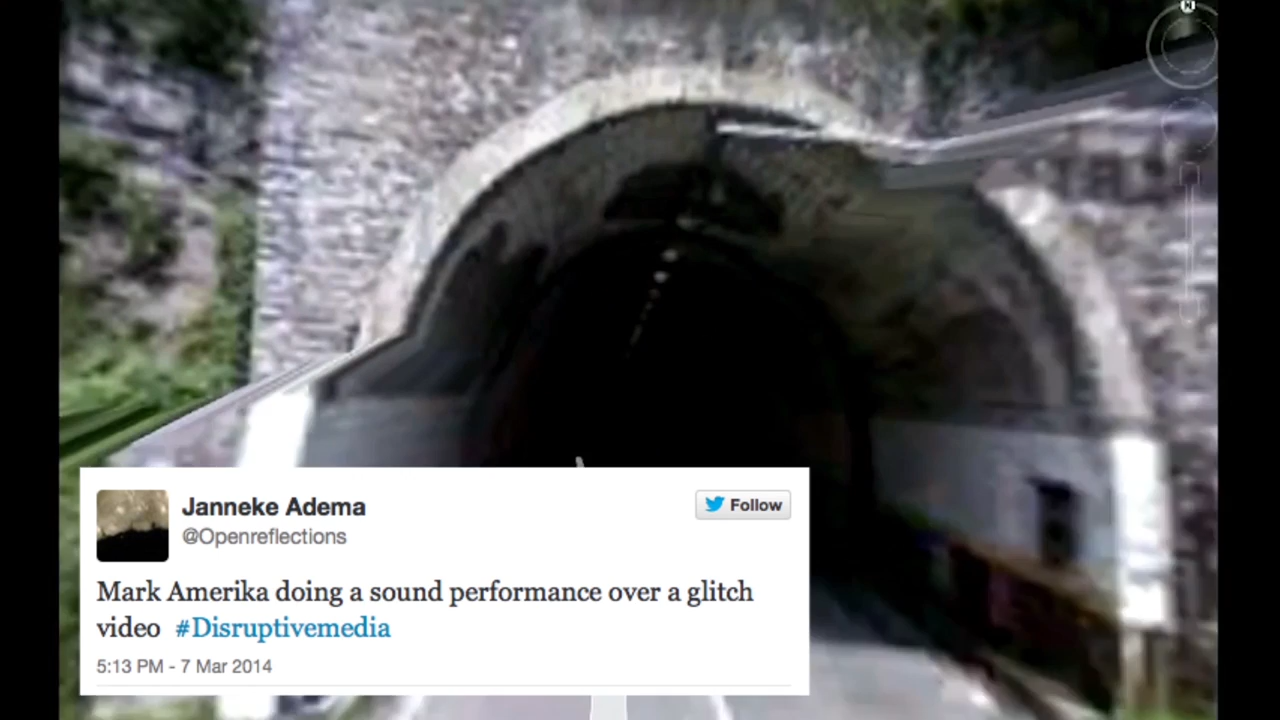 N
Janneke Adema
@Openreflections
Follow
Mark Amerika doing a sound performance over a glitch
video #Disruptivemedia
5:13 PM - 7 Mar 2014